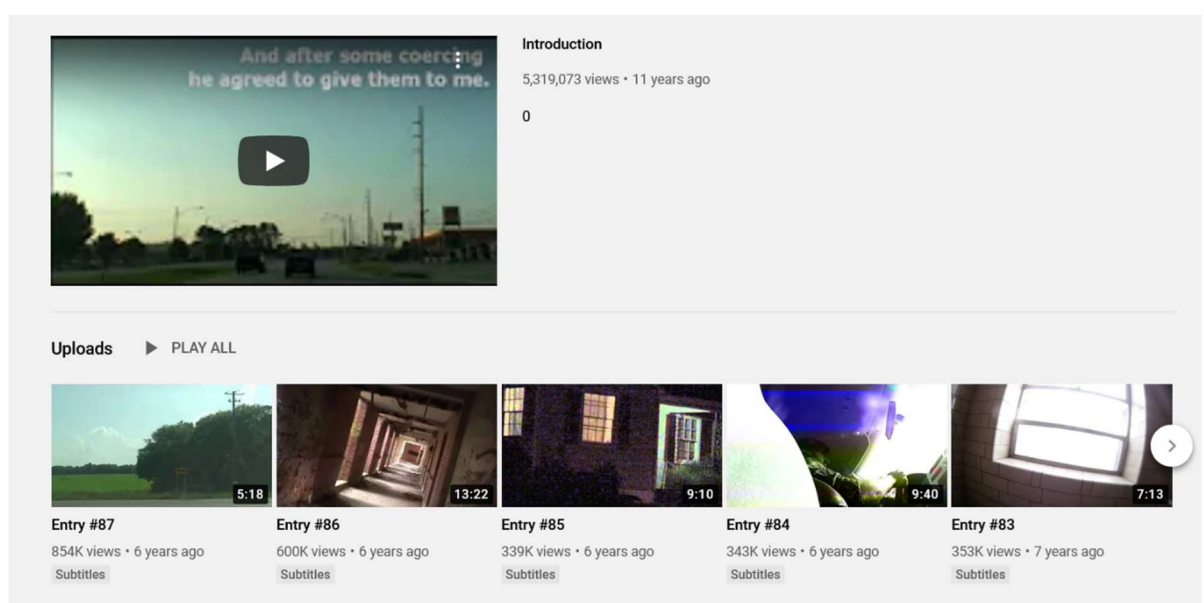 And after some coercing
he agreed to give them to me.
Introduction
5,319,073 views • 11 years ago
0
Uploads PLAY ALL
5:18 13:22 9:10 9:40 7:13
Entry #87 Entry #86 Entry #85 Entry #84 Entry #83
854K views • 6 years ago 600K views • 6 years ago 339K views • 6 years ago 343K views • 6 years ago 353K views • 7 years ago
Subtitles Subtitles Subtitles Subtitles Subtitles